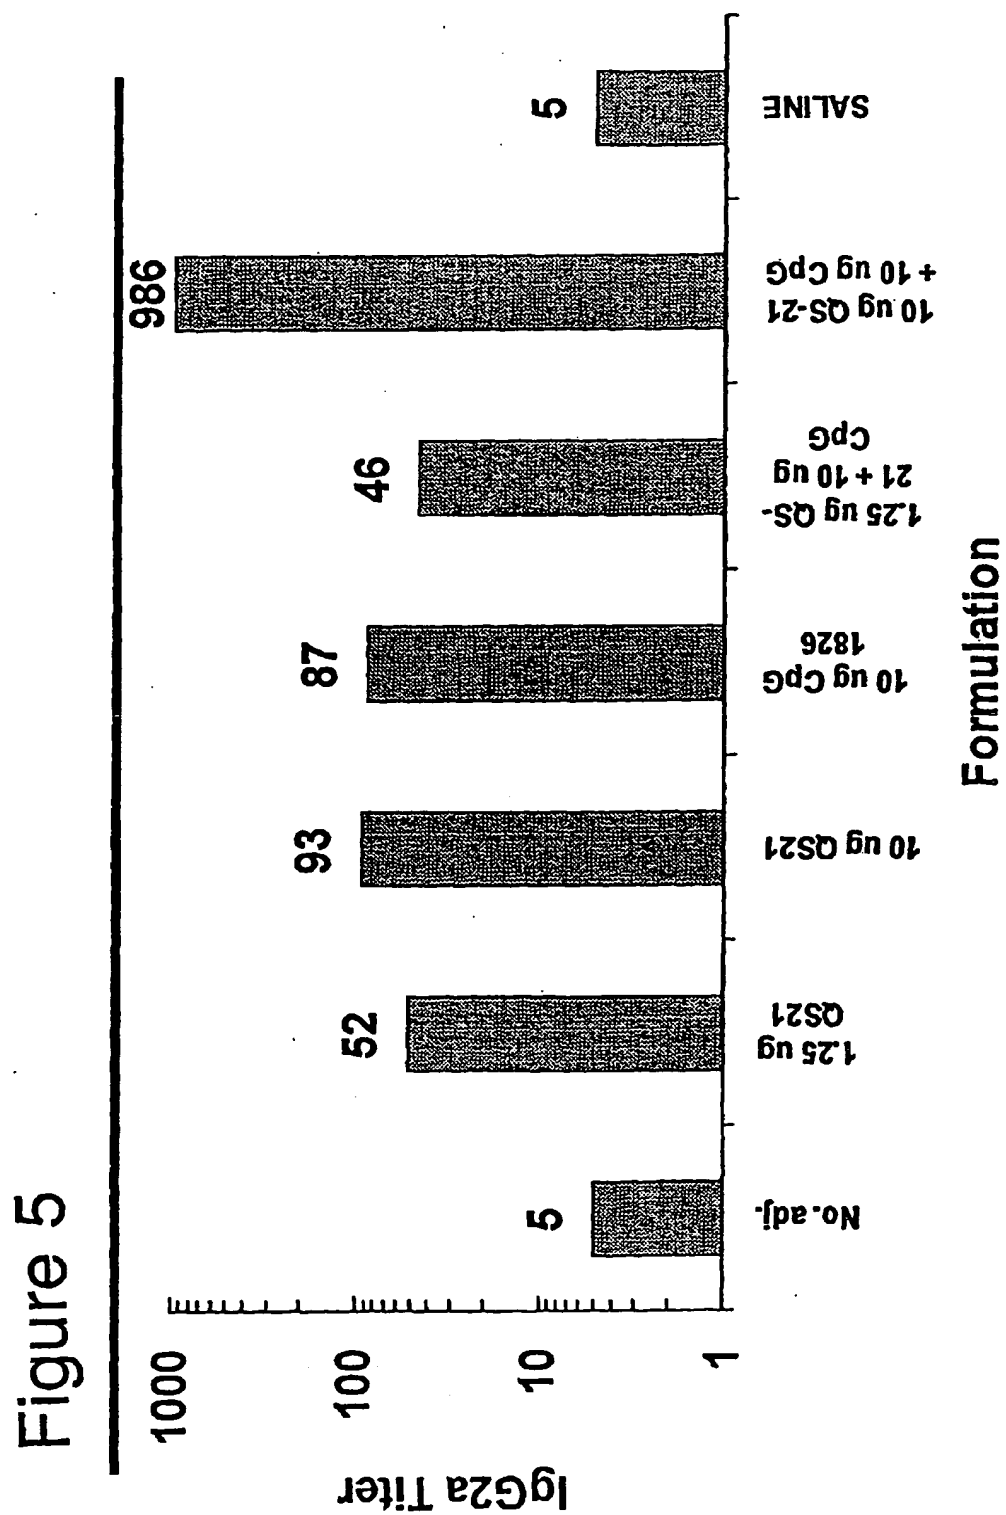 Figure 5
IgG2a Titer
1000
100
10
1
5
52
93
87
46
986
5
No. adj.
1.25 ug
QS21
10 ug QS21
10 ug CpG
1826
1.25 ug QS-
21 + 10 ug
CpG
10 ug QS-21
+ 10 ug CpG
SALINE
Formulation